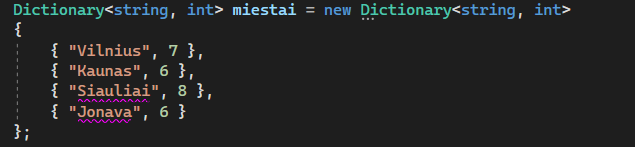 Dictionary<string, int> miestai = new Dictionary<string, int>
{
{ "Vilnius", 7 },
{ "Kaunas", 6 },
{ "Siauliai", 8 },
{ "Jonava", 6 }
};